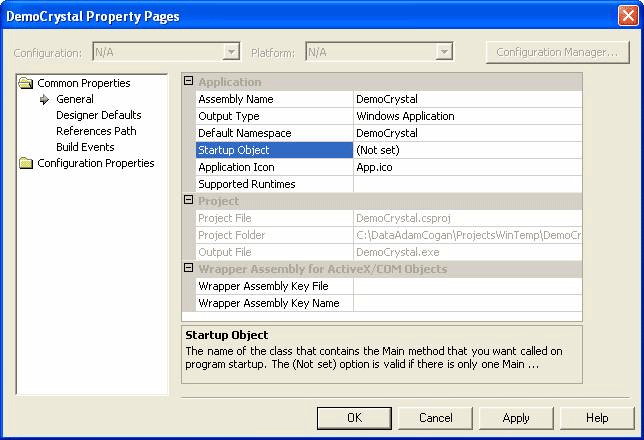 DemoCrystal Property Pages
Configuration: N/A Platform: N/A Configuration Manager...
Common Properties
General
Designer Defaults
References Path
Build Events
Configuration Properties
Application
Assembly Name DemoCrystal
Output Type Windows Application
Default Namespace DemoCrystal
Startup Object (Not set)
Application Icon App.ico
Supported Runtimes
Project
Project File DemoCrystal.csproj
Project Folder C:\DataAdamCogan\ProjectsWinTemp\DemoCr
Output File DemoCrystal.exe
Wrapper Assembly for ActiveX/COM Objects
Wrapper Assembly Key File
Wrapper Assembly Key Name
Startup Object
The name of the class that contains the Main method that you want called on
program startup. The (Not set) option is valid if there is only one Main ...
OK Cancel Apply Help